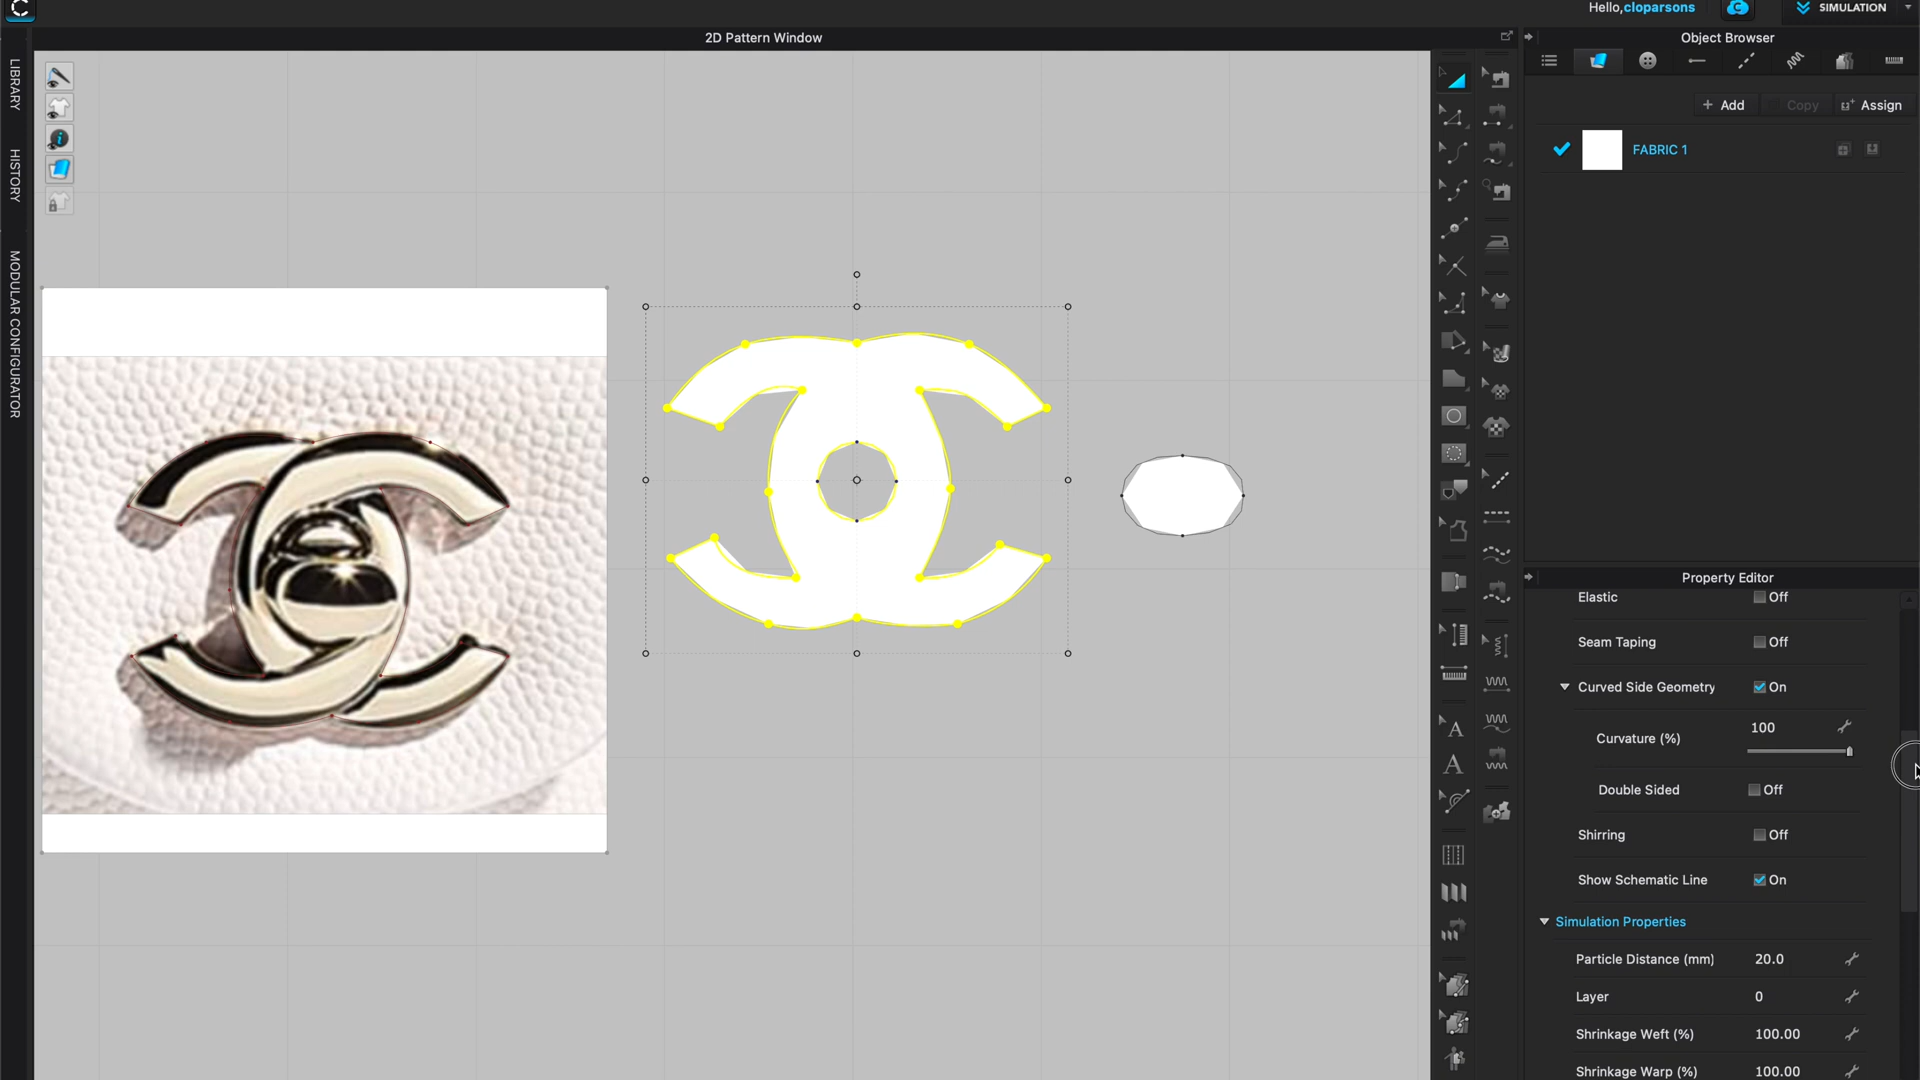 Hello,cloparsons
SIMULATION
2D Pattern Window
Object Browser
LIBRARY
HISTORY
MODULAR CONFIGURATOR
+ Add
Copy
Assign
FABRIC 1
Property Editor
Elastic Off
Seam Taping Off
Curved Side Geometry On
Curvature (%) 100
Double Sided Off
Shirring Off
Show Schematic Line On
Simulation Properties
Particle Distance (mm) 20.0
Layer 0
Shrinkage Weft (%) 100.00
Shrinkage Warp (%) 100.00